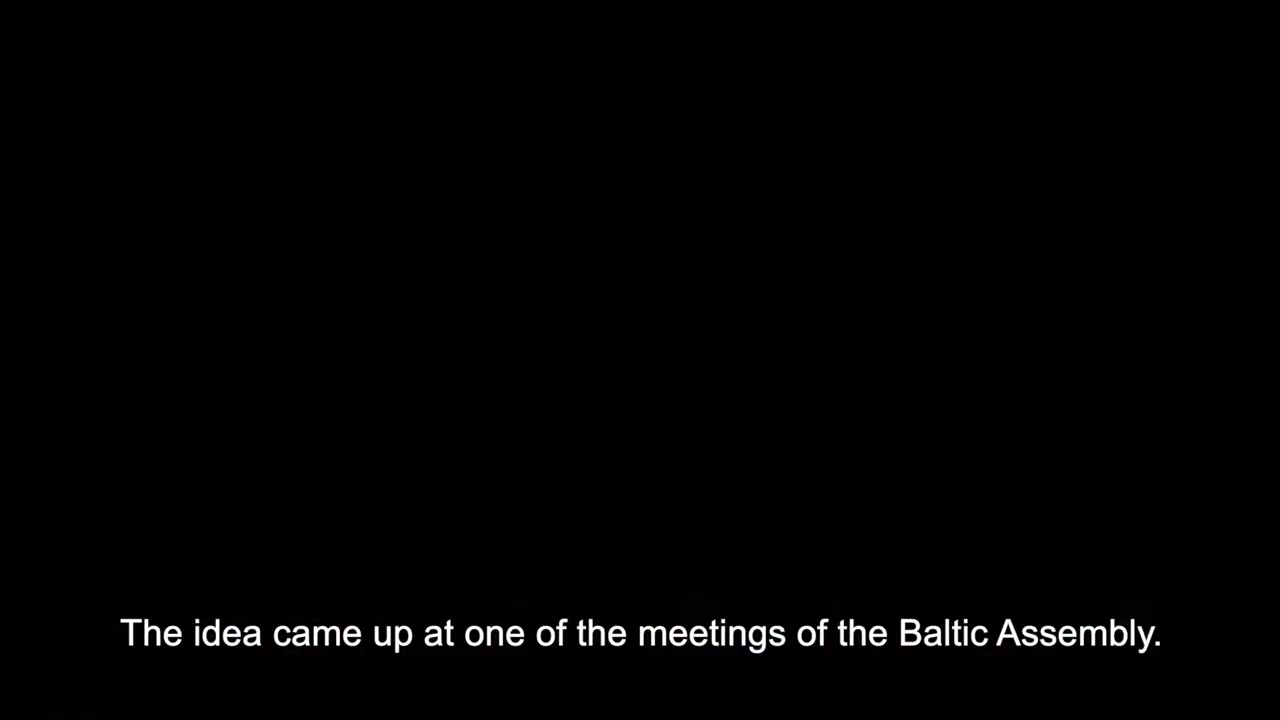 The idea came up at one of the meetings of the Baltic Assembly.